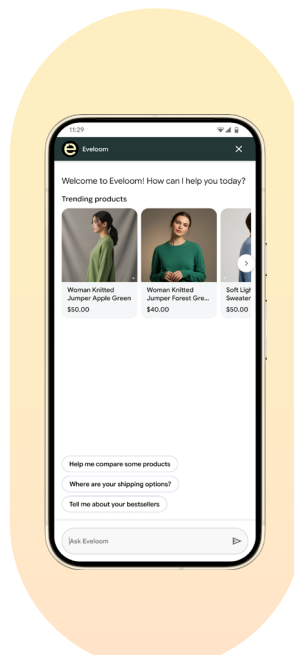 11:29
e
Eveloom
Welcome to Eveloom! How can I help you today?
Trending products
Woman Knitted
Jumper Apple Green
$50.00
Woman Knitted
Jumper Forest Gre...
$40.00
Soft Ligh
Sweater
$50.00
Help me compare some products
Where are your shipping options?
Tell me about your bestsellers
Ask Eveloom